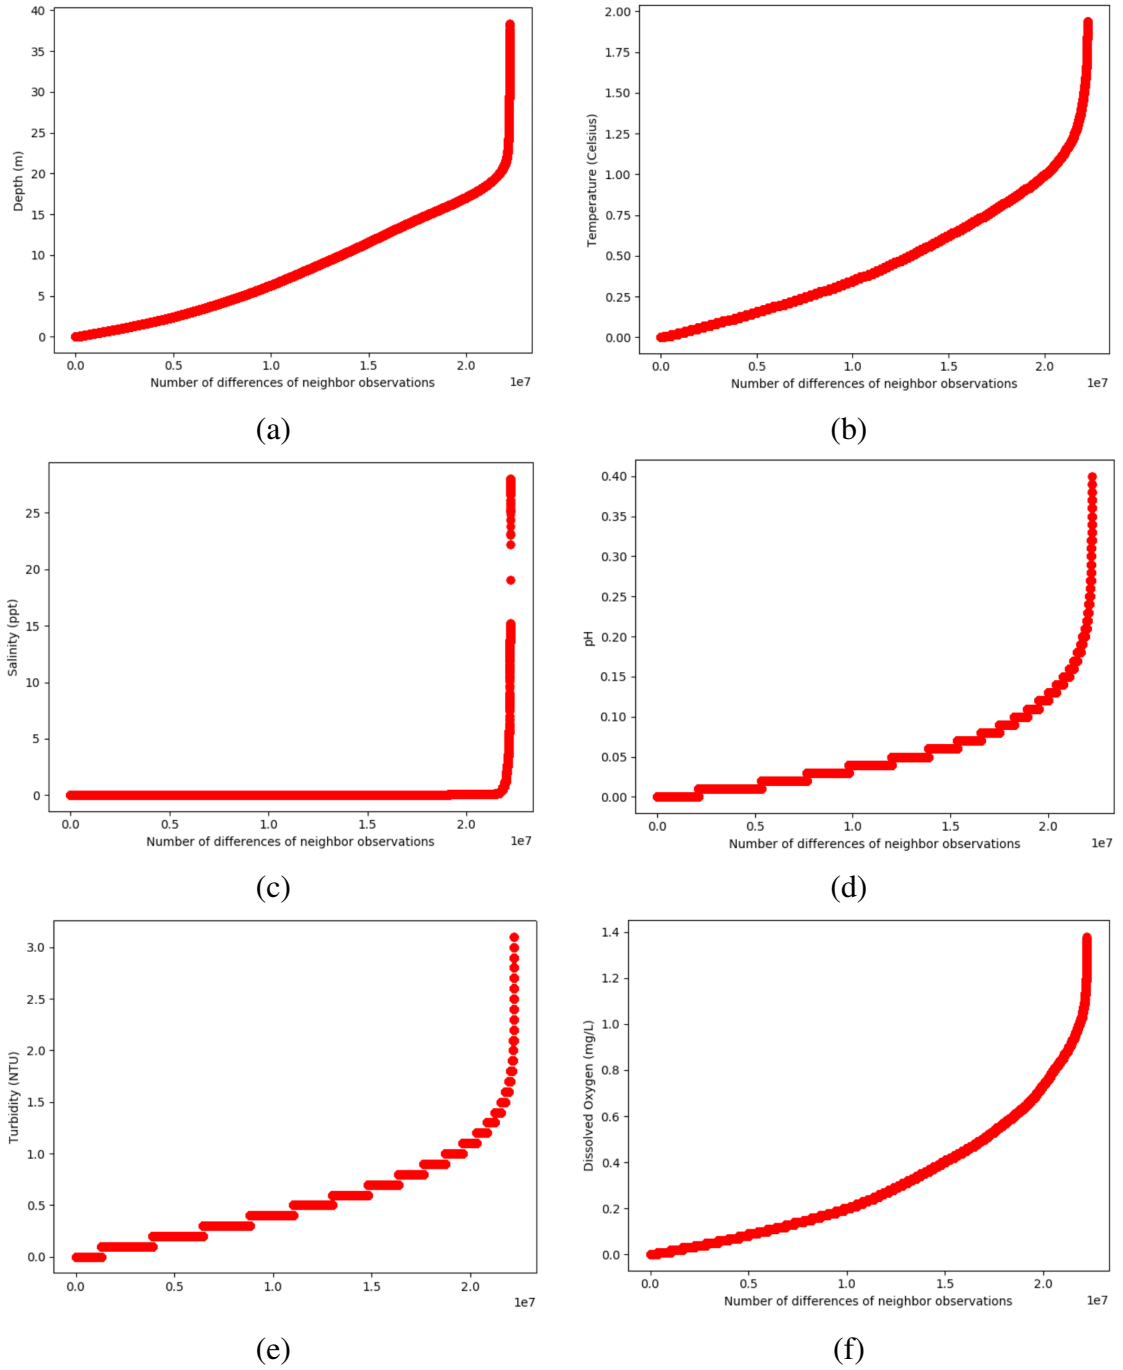 40
35
30
25
20
15
10
5
0
Depth (m)
0.0 0.5 1.0 1.5 2.0
1e7
Number of differences of neighbor observations
(a)
2.00
1.75
1.50
1.25
1.00
0.75
0.50
0.25
0.00
Temperature (Celsius)
0.0 0.5 1.0 1.5 2.0
1e7
Number of differences of neighbor observations
(b)
25
20
15
10
5
0
Salinity (ppt)
0.0 0.5 1.0 1.5 2.0
1e7
Number of differences of neighbor observations
(c)
0.40
0.35
0.30
0.25
0.20
0.15
0.10
0.05
0.00
pH
0.0 0.5 1.0 1.5 2.0
1e7
Number of differences of neighbor observations
(d)
3.0
2.5
2.0
1.5
1.0
0.5
0.0
Turbidity (NTU)
0.0 0.5 1.0 1.5 2.0
1e7
(e)
1.4
1.2
1.0
0.8
0.6
0.4
0.2
0.0
Dissolved Oxygen (mg/L)
0.0 0.5 1.0 1.5 2.0
1e7
Number of differences of neighbor observations
(f)